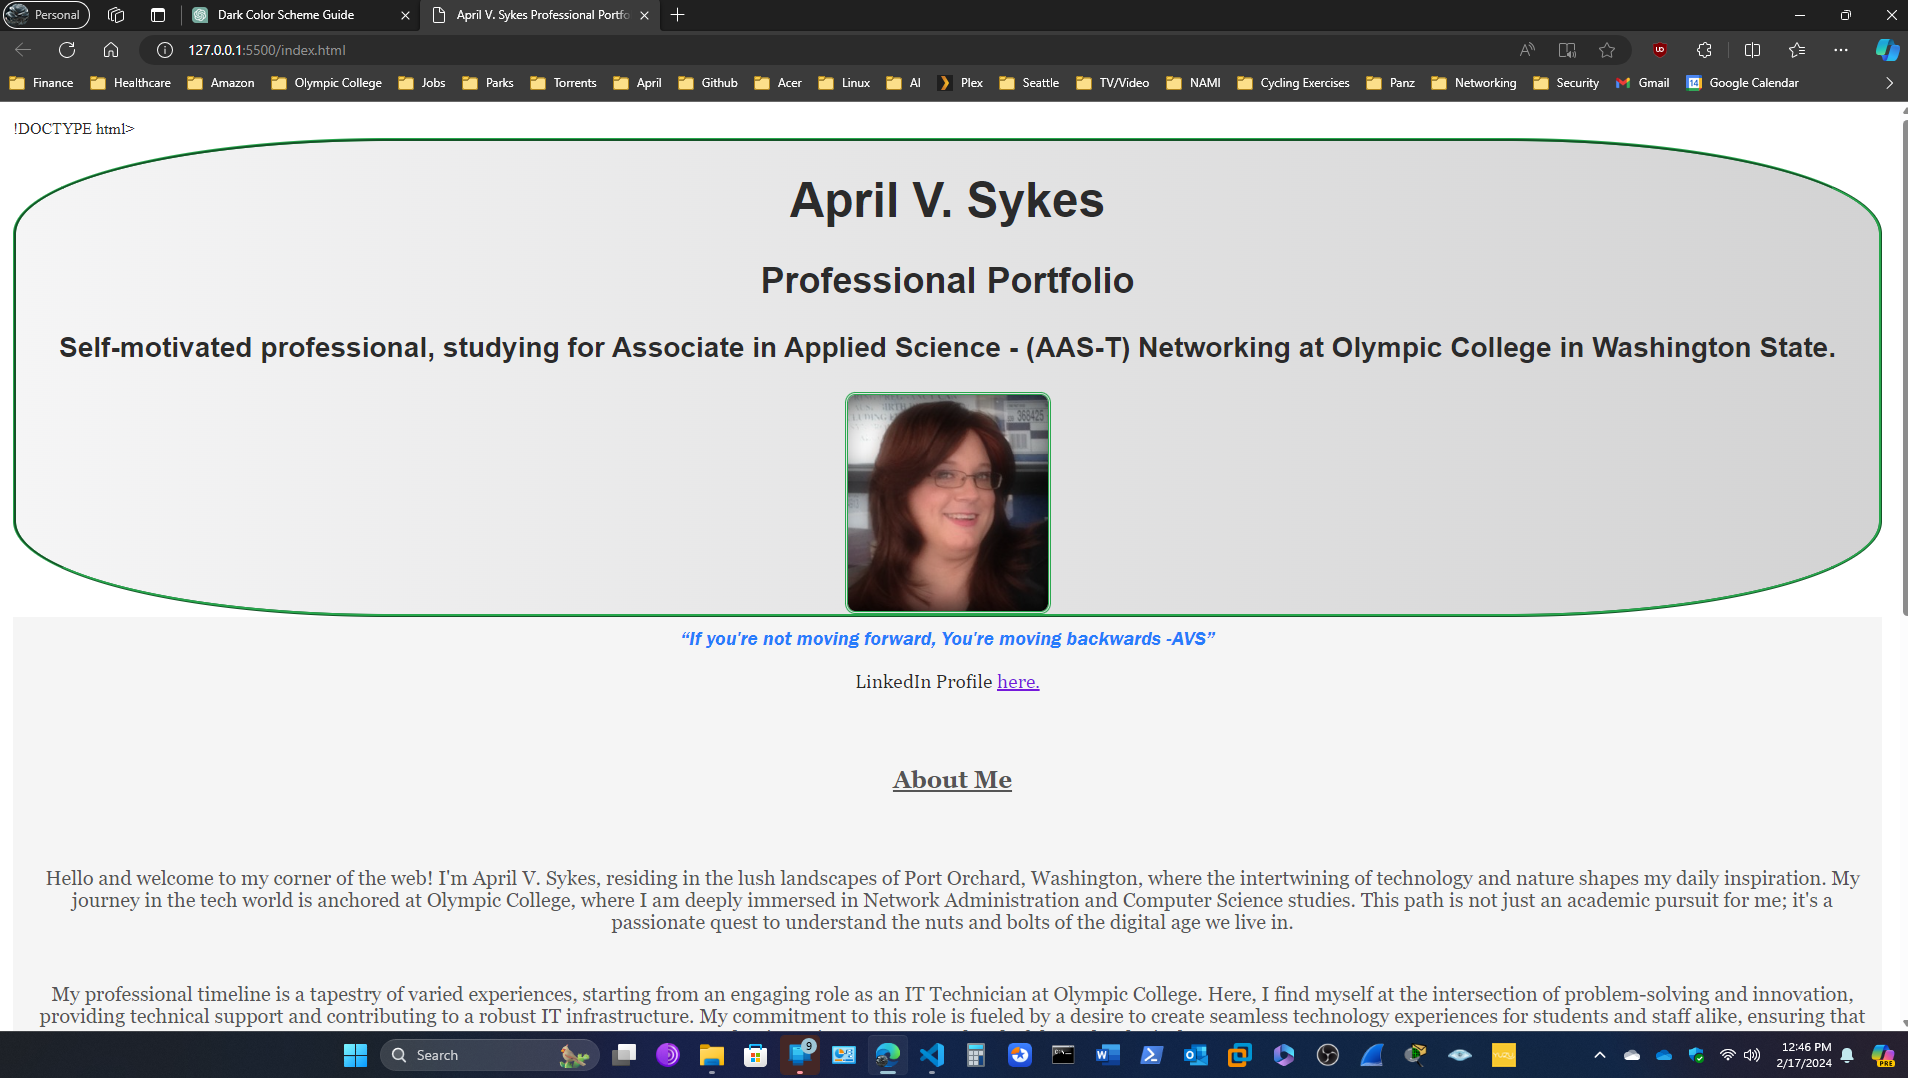 Personal
Dark Color Scheme Guide
April V. Sykes Professional Portfo
127.0.0.1:5500/index.html
Finance Healthcare Amazon Olympic College Jobs Parks Torrents April Github Acer Linux AI Plex Seattle TV/Video NAMI Cycling Exercises Panz Networking Security Gmail 14 Google Calendar
!DOCTYPE html>
April V. Sykes
Professional Portfolio
Self-motivated professional, studying for Associate in Applied Science - (AAS-T) Networking at Olympic College in Washington State.
368425
“If you're not moving forward, You're moving backwards -AVS”
LinkedIn Profile here.
About Me
Hello and welcome to my corner of the web! I'm April V. Sykes, residing in the lush landscapes of Port Orchard, Washington, where the intertwining of technology and nature shapes my daily inspiration. My
journey in the tech world is anchored at Olympic College, where I am deeply immersed in Network Administration and Computer Science studies. This path is not just an academic pursuit for me; it's a
passionate quest to understand the nuts and bolts of the digital age we live in.
My professional timeline is a tapestry of varied experiences, starting from an engaging role as an IT Technician at Olympic College. Here, I find myself at the intersection of problem-solving and innovation,
providing technical support and contributing to a robust IT infrastructure. My commitment to this role is fueled by a desire to create seamless technology experiences for students and staff alike, ensuring that
Search
9
YUZU
12:46 PM
2/17/2024
PRE